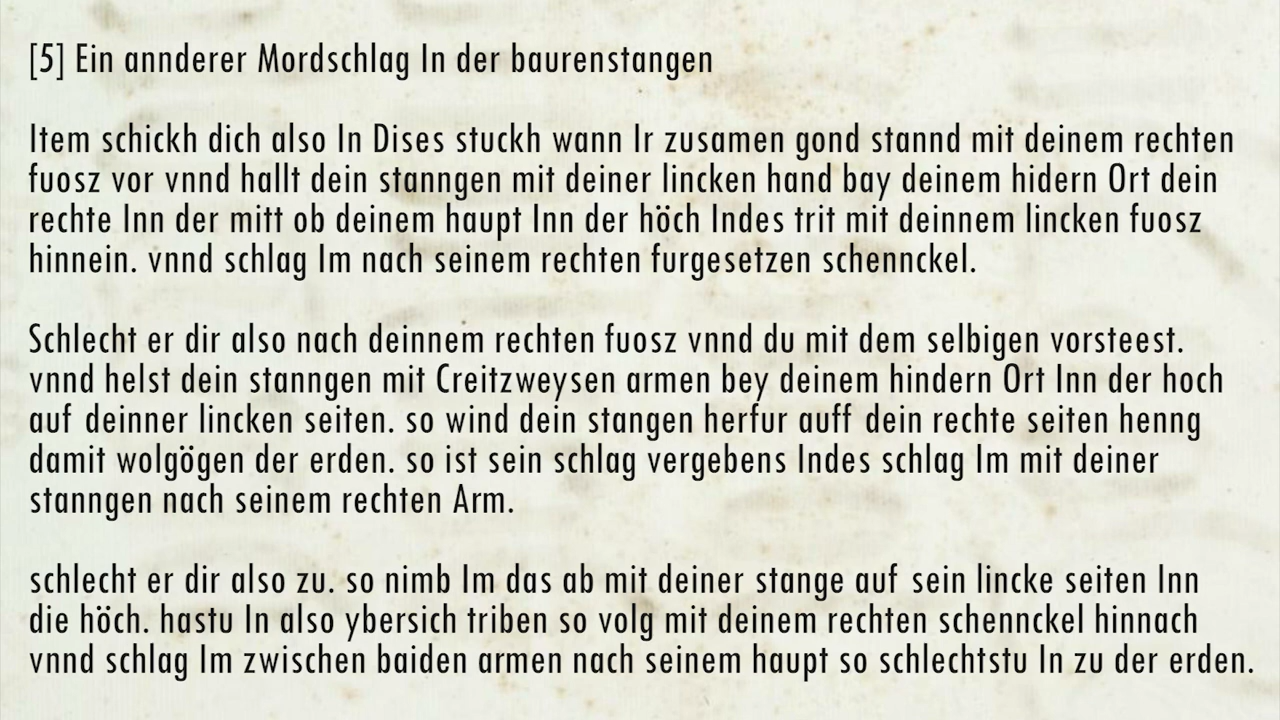 [5] Ein annderer Mordschlag In der baurenstangen
Item schickh dich also In Dises stuckh wann Ir zusamen gond stannd mit deinem rechten
fuosz vor vnnd hallt dein stanngen mit deiner lincken hand bay deinem hidern Ort dein
rechte Inn der mitt ob deinem haupt Inn der höch Indes trit mit deinnem lincken fuosz
hinnein. vnnd schlag Im nach seinem rechten furgesetzen schennckel.
Schlecht er dir also nach deinnem rechten fuosz vnnd du mit dem selbigen vorsteest.
vnnd helst dein stanngen mit Creitzweysen armen bey deinem hindern Ort Inn der hoch
auf deinner lincken seiten. so wind dein stangen herfur auff dein rechte seiten henng
damit wolgögen der erden. so ist sein schlag vergebens Indes schlag Im mit deiner
stanngen nach seinem rechten Arm.
schlecht er dir also zu. so nimb Im das ab mit deiner stange auf sein lincke seiten Inn
die höch. hastu In also ybersich triben so volg mit deinem rechten schennckel hinnach
vnnd schlag Im zwischen baiden armen nach seinem haupt so schlechtstu In zu der erden.